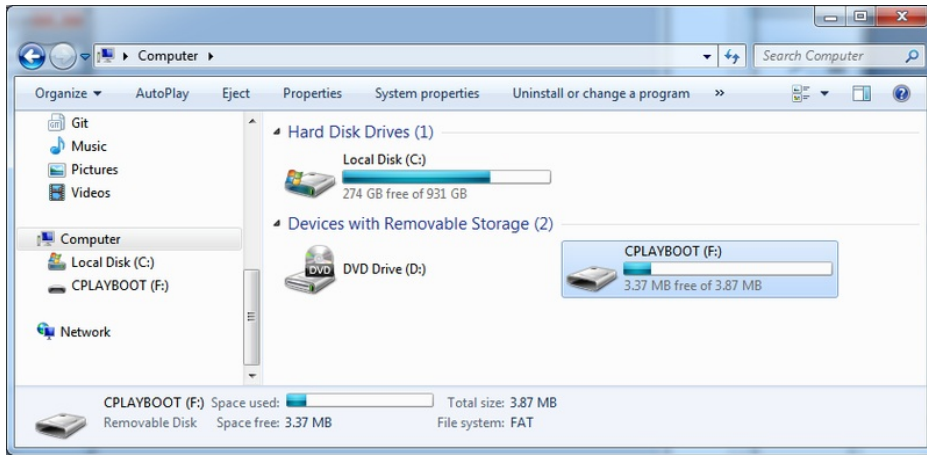 Computer
Search Computer
Organize AutoPlay Eject Properties System properties Uninstall or change a program »
Git
Music
Pictures
Videos
Computer
Local Disk (C:)
CPLAYBOOT (F:)
Network
Hard Disk Drives (1)
Local Disk (C:)
274 GB free of 931 GB
Devices with Removable Storage (2)
DVD
DVD Drive (D:)
CPLAYBOOT (F:)
3.37 MB free of 3.87 MB
CPLAYBOOT (F:) Space used: Total size: 3.87 MB
Removable Disk Space free: 3.37 MB File system: FAT